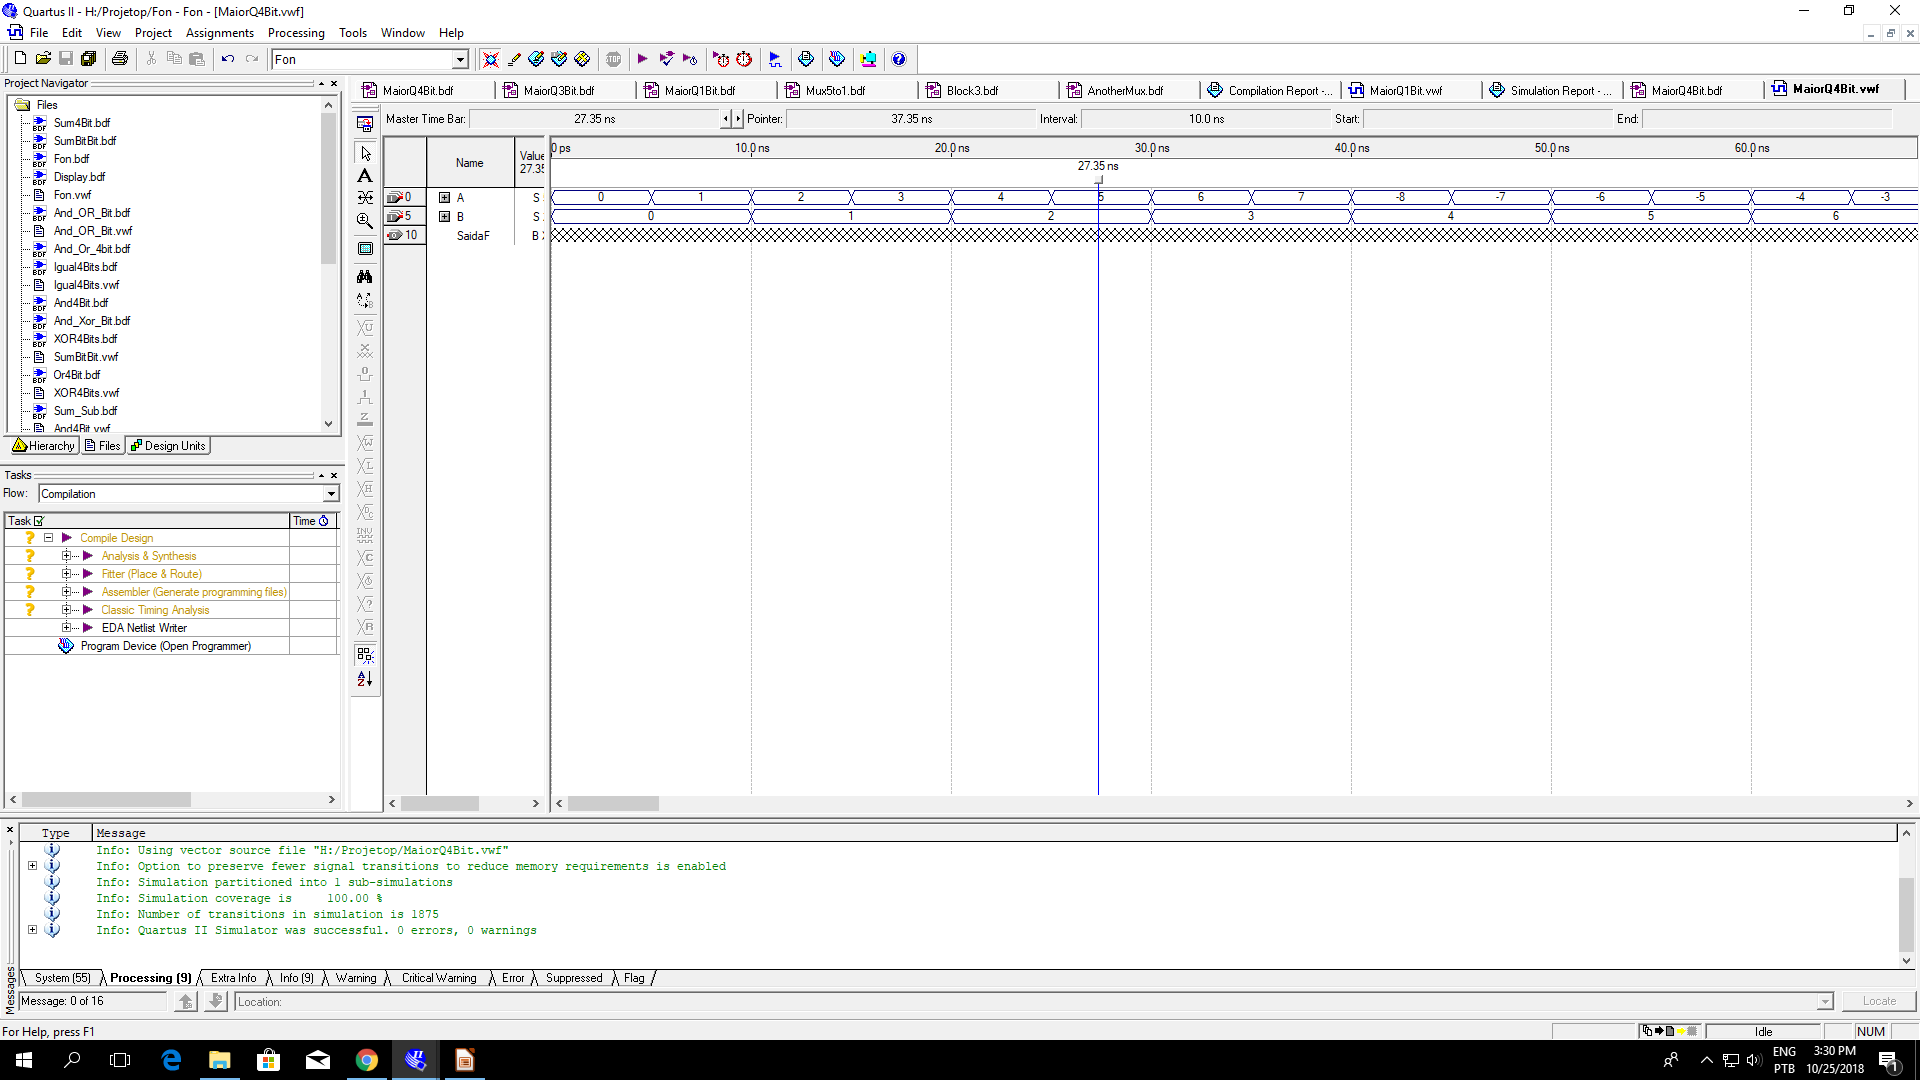 Quartus II - H:/Projetop/Fon - Fon - [MaiorQ4Bit.vwf]
File Edit View Project Assignments Processing Tools Window Help
Fon
Project Navigator
Files
Sum4Bit.bdf
SumBitBit.bdf
Fon.bdf
Display.bdf
Fon.vwf
And_OR_Bit.bdf
And_OR_Bit.vwf
And_Or_4bit.bdf
Igual4Bits.bdf
Igual4Bits.vwf
And4Bit.bdf
And_Xor_Bit.bdf
XOR4Bits.bdf
SumBitBit.vwf
Or4Bit.bdf
XOR4Bits.vwf
Sum_Sub.bdf
And4Bit.vwf
Hierarchy Files Design Units
Tasks
Flow: Compilation
Task Time
Compile Design
Analysis & Synthesis
Fitter (Place & Route)
Assembler (Generate programming files)
Classic Timing Analysis
EDA Netlist Writer
Program Device (Open Programmer)
MaiorQ4Bit.bdf MaiorQ3Bit.bdf MaiorQ1Bit.bdf Mux5to1.bdf Block3.bdf AnotherMux.bdf Compilation Report -... MaiorQ1Bit.vwf Simulation Report - ... MaiorQ4Bit.bdf MaiorQ4Bit.vwf
Master Time Bar: 27.35 ns Pointer: 37.35 ns Interval: 10.0 ns Start: End:
Name Value 27.35
0 ps 10.0 ns 20.0 ns 30.0 ns 40.0 ns 50.0 ns 60.0 ns
27.35 ns
0 A S 0 1 2 3 4 5 6 7 -8 -7 -6 -5 -4 -3
5 B S 0 1 2 3 4 5 6
10 SaidaF B X
Type Message
Info: Using vector source file "H:/Projetop/MaiorQ4Bit.vwf"
Info: Option to preserve fewer signal transitions to reduce memory requirements is enabled
Info: Simulation partitioned into 1 sub-simulations
Info: Simulation coverage is 100.00 %
Info: Number of transitions in simulation is 1875
Info: Quartus II Simulator was successful. 0 errors, 0 warnings
System (55) Processing (9) Extra Info Info (9) Warning Critical Warning Error Suppressed Flag
Messages
Message: 0 of 16 Location: Locate
For Help, press F1 Idle NUM
ENG 3:30 PM
PTB 10/25/2018 1